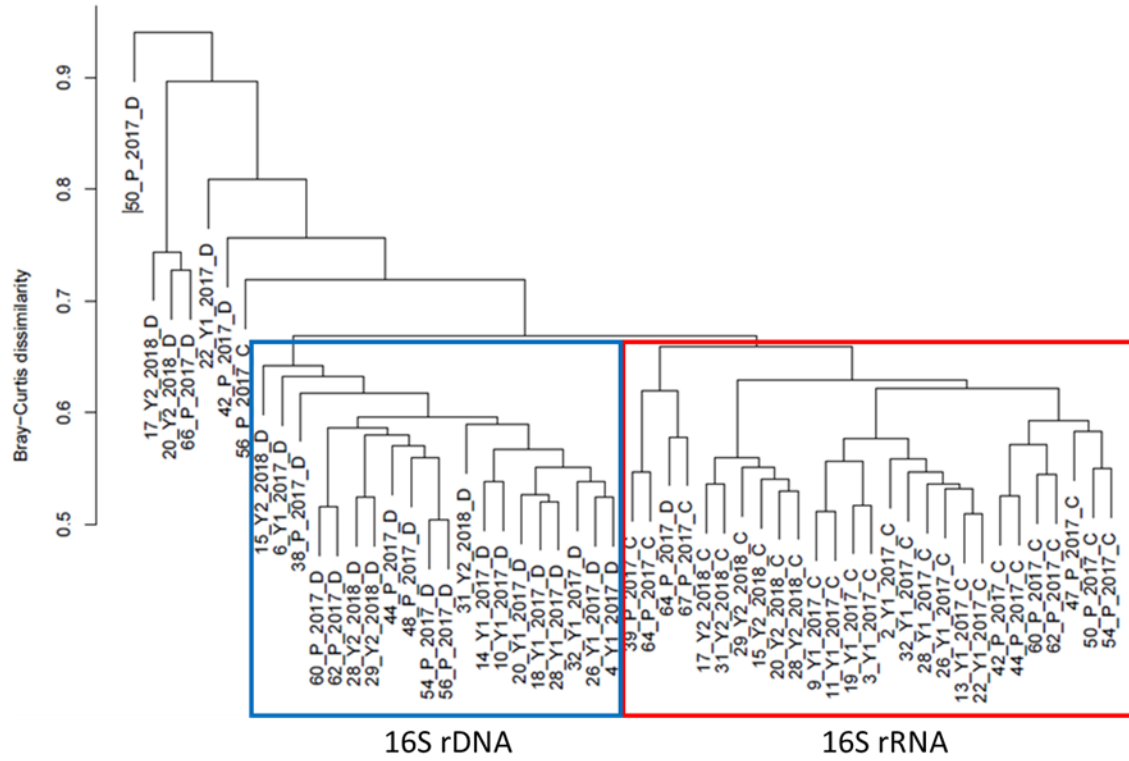 Bray-Curtis dissimilarity
0.9
0.8
0.7
0.6
0.5
50_P_2017_D
17_Y2_2018_D
20_Y2_2018_D
66_P_2017_D
22_Y1_2017_D
42_P_2017_D
56_P_2017_C
15_Y2_2018_D
6_Y1_2017_D
38_P_2017_D
60_P_2017_D
62_P_2017_D
28_Y2_2018_D
29_Y2_2018_D
44_P_2017_D
48_P_2017_D
54_P_2017_D
56_P_2017_D
31_Y2_2018_D
14_Y1_2017_D
10_Y1_2017_D
20_Y1_2017_D
18_Y1_2017_D
28_Y1_2017_D
32_Y1_2017_D
26_Y1_2017_D
4_Y1_2017_D
39_P_2017_C
64_P_2017_C
64_P_2017_D
67_P_2017_C
17_Y2_2018_C
31_Y2_2018_C
29_Y2_2018_C
15_Y2_2018_C
20_Y2_2018_C
28_Y2_2018_C
9_Y1_2017_C
11_Y1_2017_C
19_Y1_2017_C
3_Y1_2017_C
2_Y1_2017_C
32_Y1_2017_C
28_Y1_2017_C
26_Y1_2017_C
13_Y1_2017_C
22_Y1_2017_C
42_P_2017_C
44_P_2017_C
60_P_2017_C
62_P_2017_C
47_P_2017_C
50_P_2017_C
54_P_2017_C
16S rDNA
16S rRNA